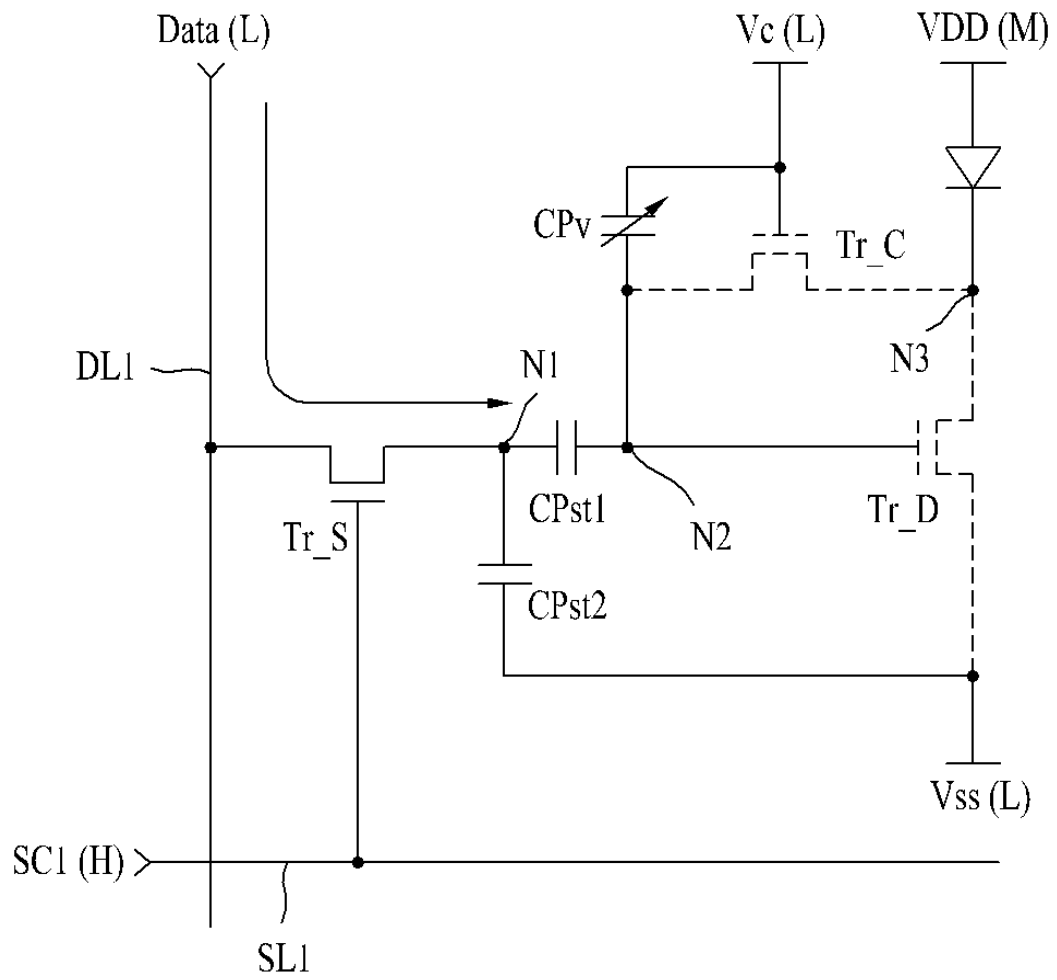 Data (L)
Vc (L)
VDD (M)
CPv
Tr_C
N3
DL1
N1
CPst1
N2
Tr_D
Tr_S
CPst2
Vss (L)
SC1 (H)
SL1